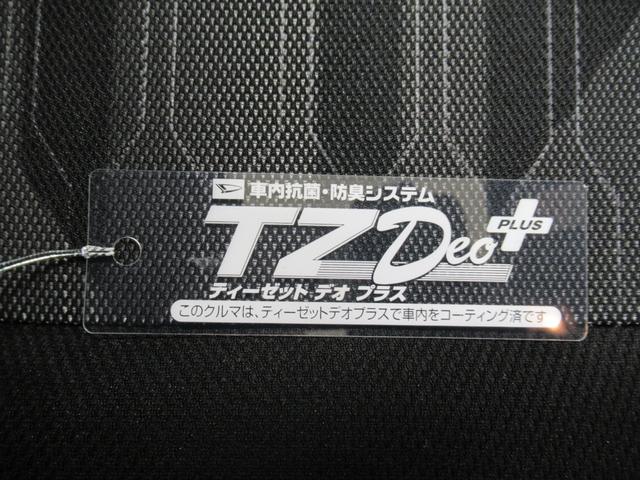 車内抗菌・防臭システム
TZ Deo PLUS
ティーゼット デオ プラス
このクルマは、ティーゼットデオプラスで車内をコーティング済です